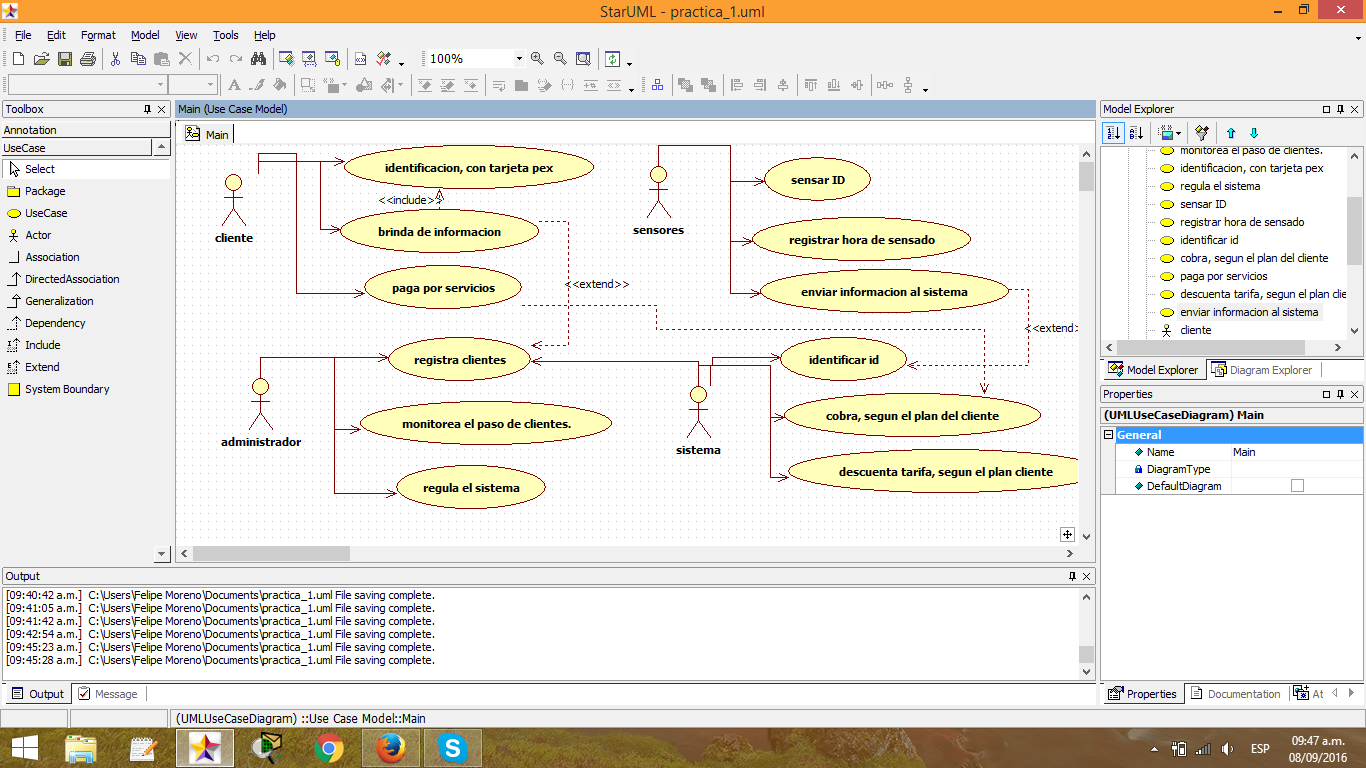 StarUML - practica_1.uml
File Edit Format Model View Tools Help
100%
Toolbox
Annotation
UseCase
Select
Package
UseCase
Actor
Association
DirectedAssociation
Generalization
Dependency
Include
Extend
System Boundary
Main (Use Case Model)
Main
identificacion, con tarjeta pex
cliente
<<include>>
brinda de informacion
paga por servicios
<<extend>>
sensores
sensar ID
registrar hora de sensado
enviar informacion al sistema
<<extend>
registra clientes
administrador
monitorea el paso de clientes.
regula el sistema
sistema
identificar id
cobra, segun el plan del cliente
descuenta tarifa, segun el plan cliente
Model Explorer
monitorea el paso de clientes.
identificacion, con tarjeta pex
regula el sistema
sensar ID
registrar hora de sensado
identificar id
cobra, segun el plan del cliente
paga por servicios
descuenta tarifa, segun el plan clie
enviar informacion al sistema
cliente
Model Explorer Diagram Explorer
Properties
(UMLUseCaseDiagram) Main
General
Name Main
DiagramType
DefaultDiagram
Output
[09:40:42 a.m.] C:\Users\Felipe Moreno\Documents\practica_1.uml File saving complete.
[09:41:05 a.m.] C:\Users\Felipe Moreno\Documents\practica_1.uml File saving complete.
[09:41:42 a.m.] C:\Users\Felipe Moreno\Documents\practica_1.uml File saving complete.
[09:42:54 a.m.] C:\Users\Felipe Moreno\Documents\practica_1.uml File saving complete.
[09:45:23 a.m.] C:\Users\Felipe Moreno\Documents\practica_1.uml File saving complete.
[09:45:28 a.m.] C:\Users\Felipe Moreno\Documents\practica_1.uml File saving complete.
Output Message
Properties Documentation At
(UMLUseCaseDiagram) ::Use Case Model::Main
ESP
09:47 a.m.
08/09/2016